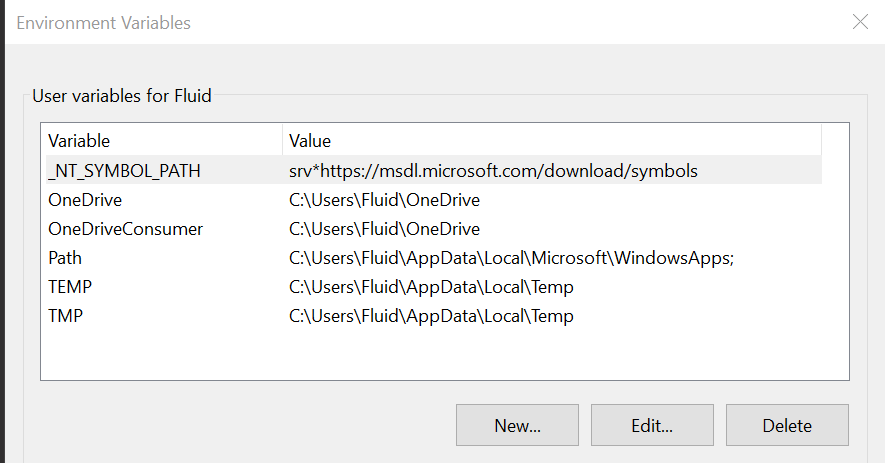 Environment Variables
User variables for Fluid
Variable Value
_NT_SYMBOL_PATH srv*https://msdl.microsoft.com/download/symbols
OneDrive C:\Users\Fluid\OneDrive
OneDriveConsumer C:\Users\Fluid\OneDrive
Path C:\Users\Fluid\AppData\Local\Microsoft\WindowsApps;
TEMP C:\Users\Fluid\AppData\Local\Temp
TMP C:\Users\Fluid\AppData\Local\Temp
New... Edit... Delete